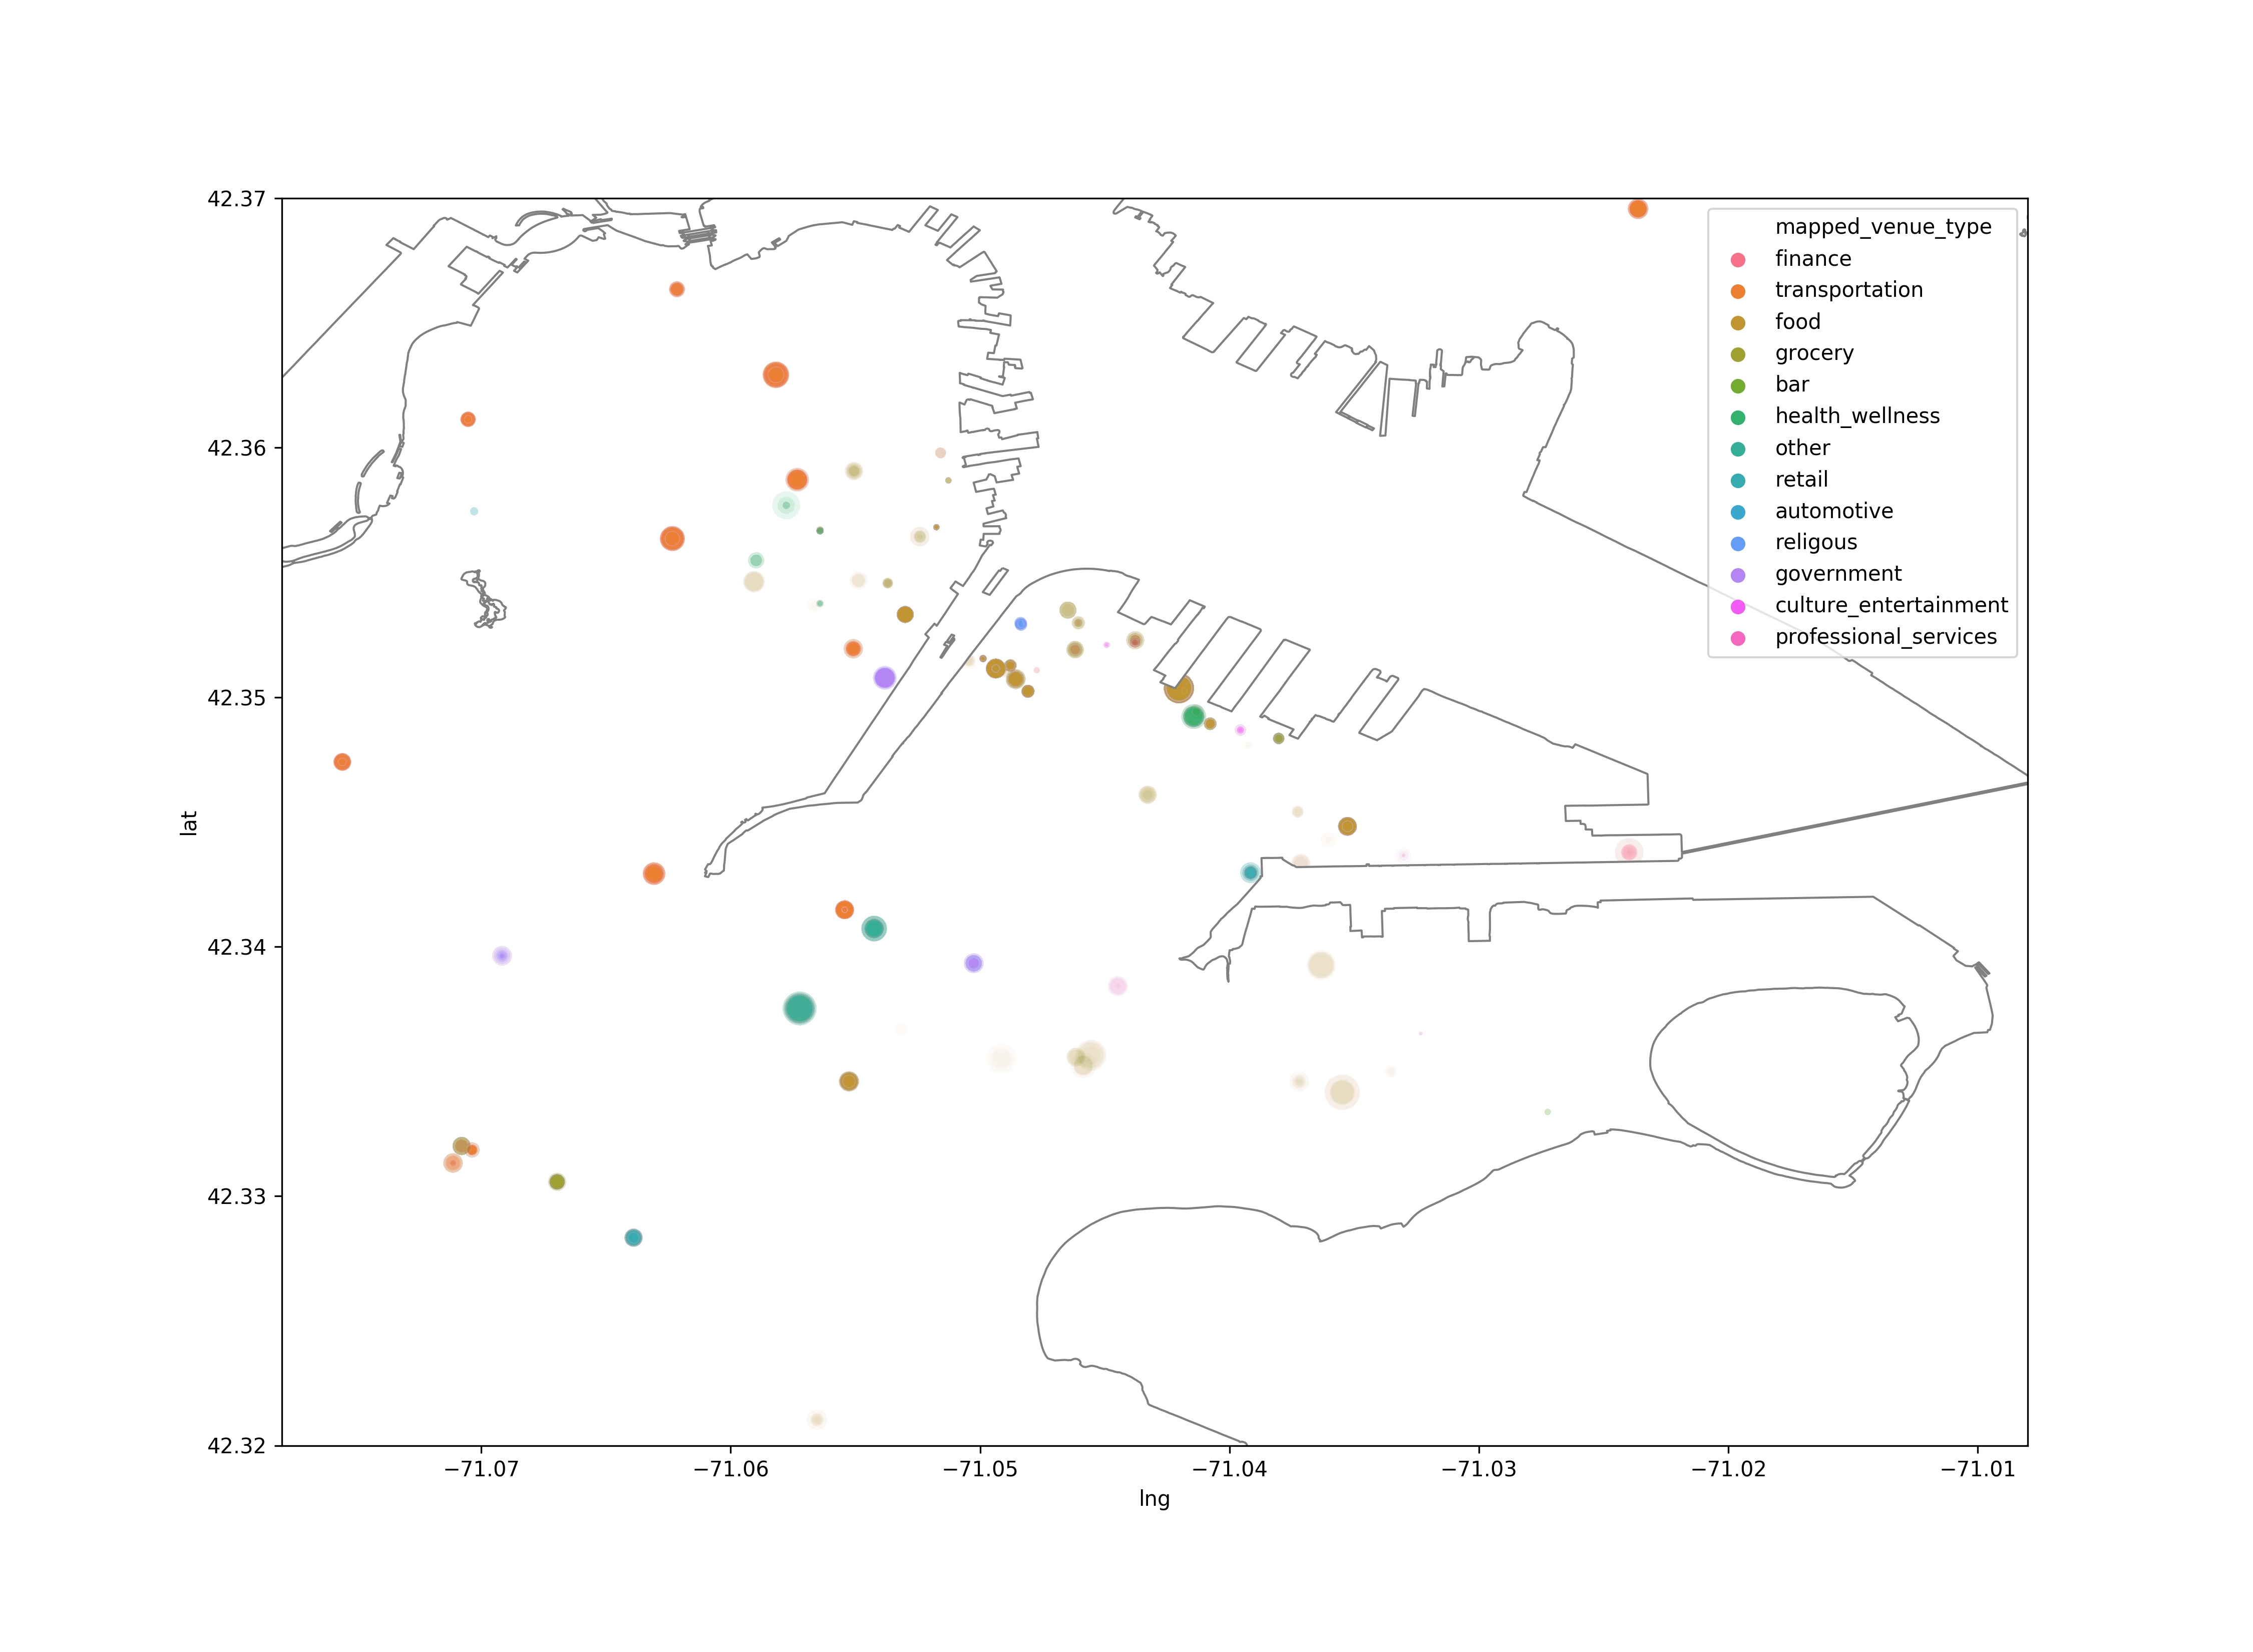 42.37
42.36
42.35
42.34
42.33
42.32
lat
−71.07
−71.06
−71.05
−71.04
−71.03
−71.02
−71.01
lng
mapped_venue_type
finance
transportation
food
grocery
bar
health_wellness
other
retail
automotive
religous
government
culture_entertainment
professional_services